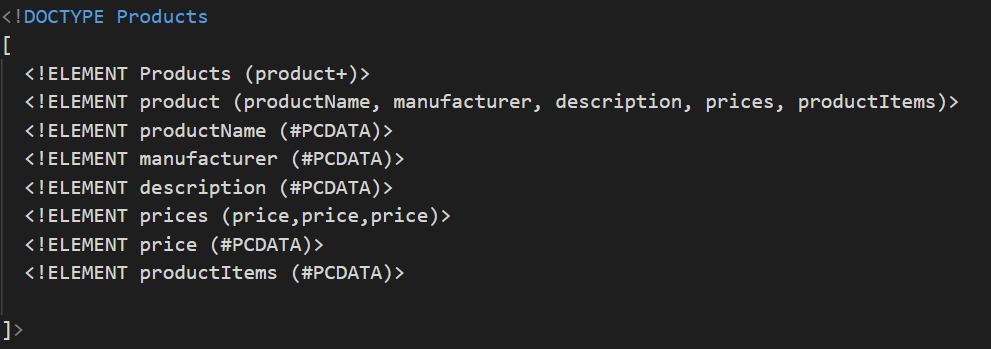 <!DOCTYPE Products
[
<!ELEMENT Products (product+)>
<!ELEMENT product (productName, manufacturer, description, prices, productItems)>
<!ELEMENT productName (#PCDATA)>
<!ELEMENT manufacturer (#PCDATA)>
<!ELEMENT description (#PCDATA)>
<!ELEMENT prices (price,price,price)>
<!ELEMENT price (#PCDATA)>
<!ELEMENT productItems (#PCDATA)>
]>